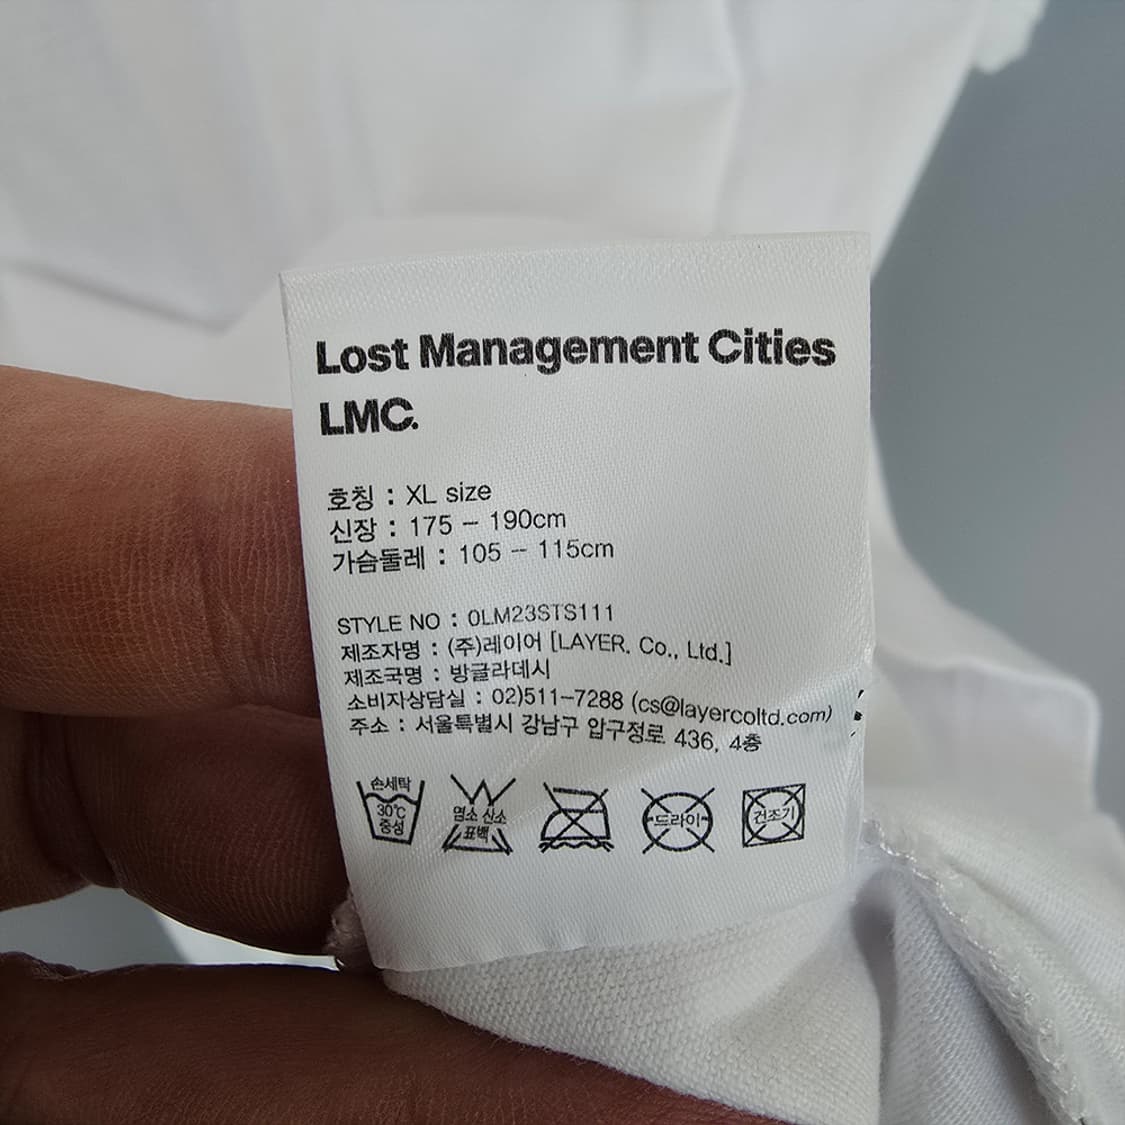 Lost Management Cities
LMC.
호칭 : XL size
신장 : 175 - 190cm
가슴둘레 : 105 - 115cm
STYLE NO : 0LM23STS111
제조자명 : (주)레이어 [LAYER. Co., Ltd.]
제조국명 : 방글라데시
소비자상담실 : 02)511-7288 (cs@layercoltd.com)
주소 : 서울특별시 강남구 압구정로 436, 4층
손세탁
30℃
중성
염소 산소
표백
드라이
건조기